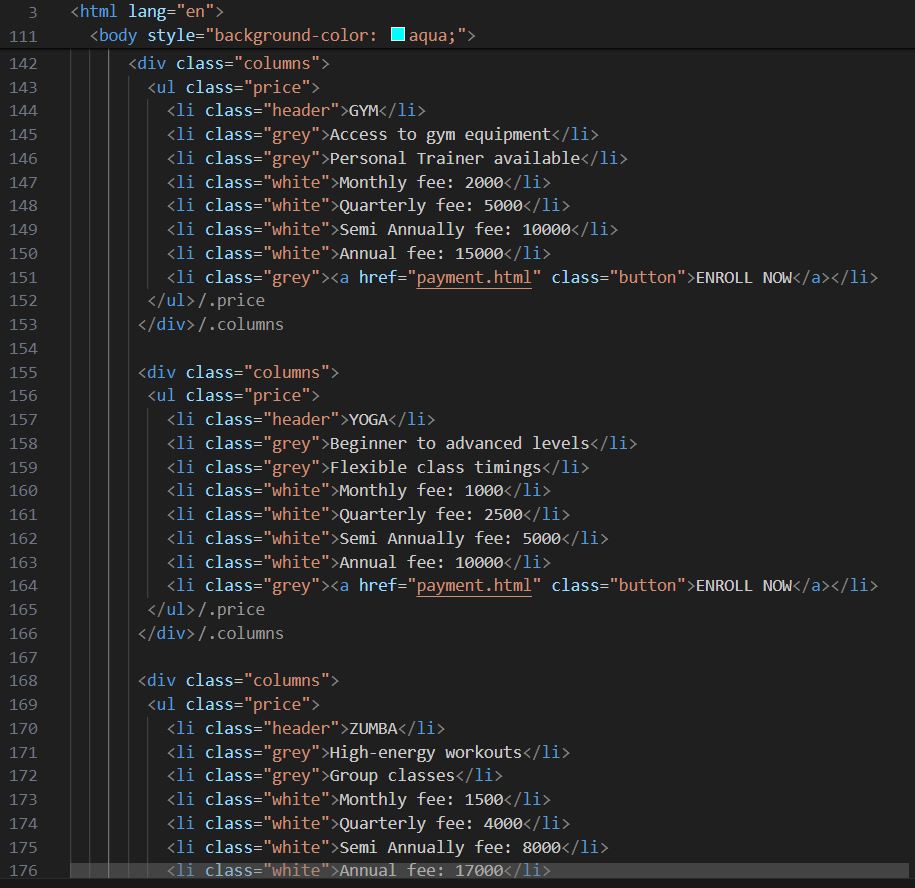 3 <html lang="en">
111 <body style="background-color: aqua;">
142 <div class="columns">
143 <ul class="price">
144 <li class="header">GYM</li>
145 <li class="grey">Access to gym equipment</li>
146 <li class="grey">Personal Trainer available</li>
147 <li class="white">Monthly fee: 2000</li>
148 <li class="white">Quarterly fee: 5000</li>
149 <li class="white">Semi Annually fee: 10000</li>
150 <li class="white">Annual fee: 15000</li>
151 <li class="grey"><a href="payment.html" class="button">ENROLL NOW</a></li>
152 </ul>/.price
153 </div>/.columns
154
155 <div class="columns">
156 <ul class="price">
157 <li class="header">YOGA</li>
158 <li class="grey">Beginner to advanced levels</li>
159 <li class="grey">Flexible class timings</li>
160 <li class="white">Monthly fee: 1000</li>
161 <li class="white">Quarterly fee: 2500</li>
162 <li class="white">Semi Annually fee: 5000</li>
163 <li class="white">Annual fee: 10000</li>
164 <li class="grey"><a href="payment.html" class="button">ENROLL NOW</a></li>
165 </ul>/.price
166 </div>/.columns
167
168 <div class="columns">
169 <ul class="price">
170 <li class="header">ZUMBA</li>
171 <li class="grey">High-energy workouts</li>
172 <li class="grey">Group classes</li>
173 <li class="white">Monthly fee: 1500</li>
174 <li class="white">Quarterly fee: 4000</li>
175 <li class="white">Semi Annually fee: 8000</li>
176 <li class="white">Annual fee: 17000</li>